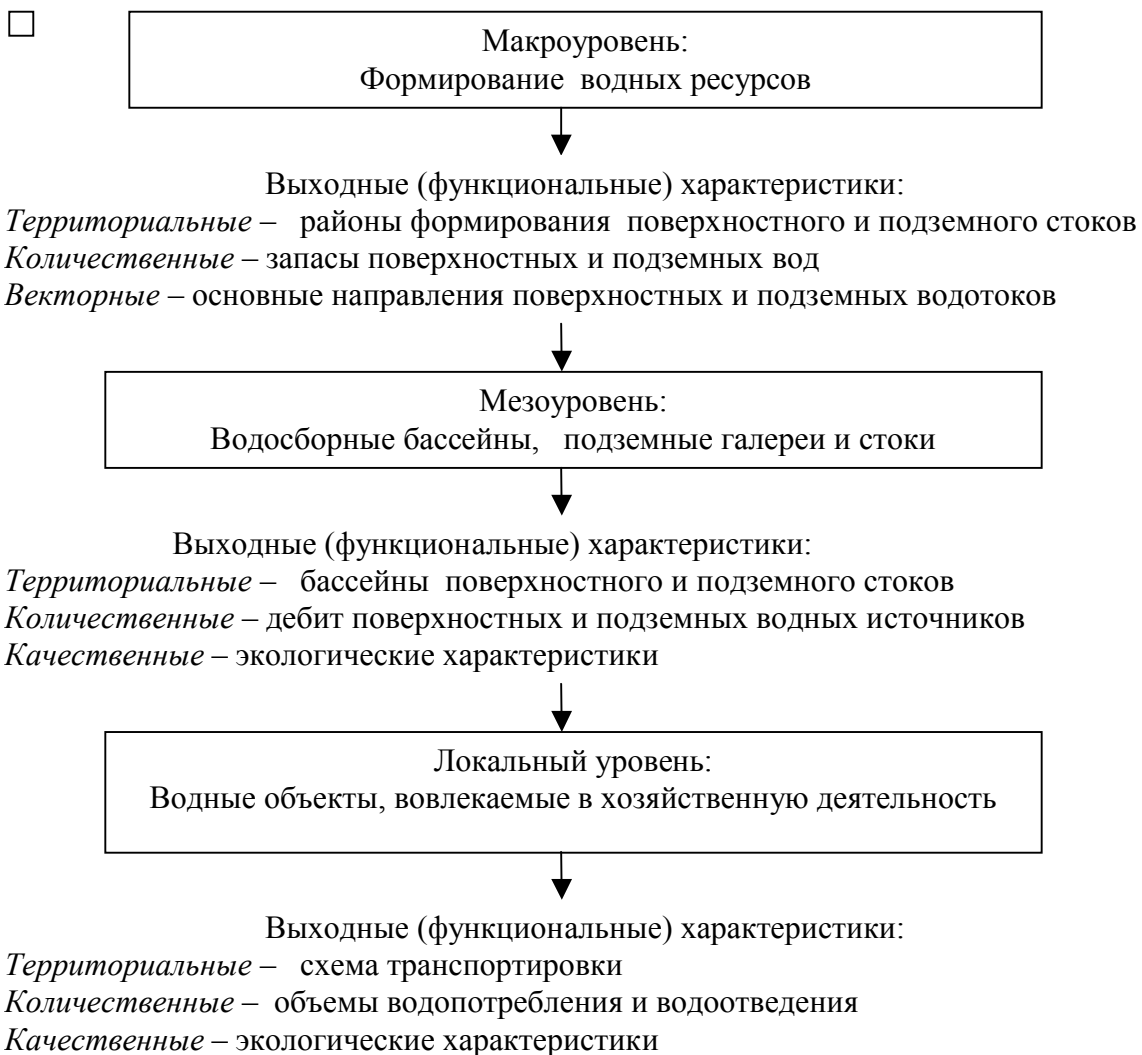 Макроуровень:
Формирование водных ресурсов
Выходные (функциональные) характеристики:
Территориальные – районы формирования поверхностного и подземного стоков
Количественные – запасы поверхностных и подземных вод
Векторные – основные направления поверхностных и подземных водотоков
Мезоуровень:
Водосборные бассейны, подземные галереи и стоки
Выходные (функциональные) характеристики:
Территориальные – бассейны поверхностного и подземного стоков
Количественные – дебит поверхностных и подземных водных источников
Качественные – экологические характеристики
Локальный уровень:
Водные объекты, вовлекаемые в хозяйственную деятельность
Выходные (функциональные) характеристики:
Территориальные – схема транспортировки
Количественные – объемы водопотребления и водоотведения
Качественные – экологические характеристики